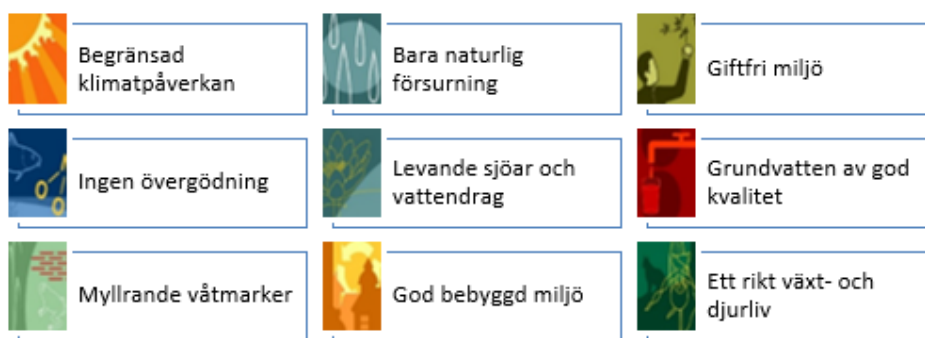 Begränsad
klimatpåverkan
Bara naturlig
försurning
Giftfri miljö
Ingen övergödning
Levande sjöar och
vattendrag
Grundvatten av god
kvalitet
Myllrande våtmarker
God bebyggd miljö
Ett rikt växt- och
djurliv